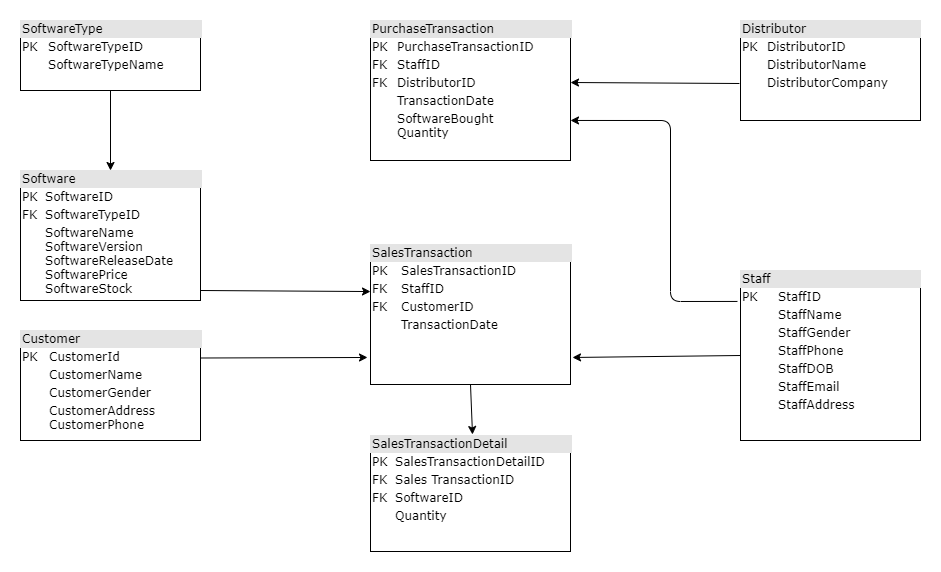 SoftwareType
PK SoftwareTypeID
SoftwareTypeName
PurchaseTransaction
PK PurchaseTransactionID
FK StaffID
FK DistributorID
TransactionDate
SoftwareBought
Quantity
Distributor
PK DistributorID
DistributorName
DistributorCompany
Software
PK SoftwareID
FK SoftwareTypeID
SoftwareName
SoftwareVersion
SoftwareReleaseDate
SoftwarePrice
SoftwareStock
SalesTransaction
PK SalesTransactionID
FK StaffID
FK CustomerID
TransactionDate
Staff
PK StaffID
StaffName
StaffGender
StaffPhone
StaffDOB
StaffEmail
StaffAddress
Customer
PK CustomerId
CustomerName
CustomerGender
CustomerAddress
CustomerPhone
SalesTransactionDetail
PK SalesTransactionDetailID
FK Sales TransactionID
FK SoftwareID
Quantity